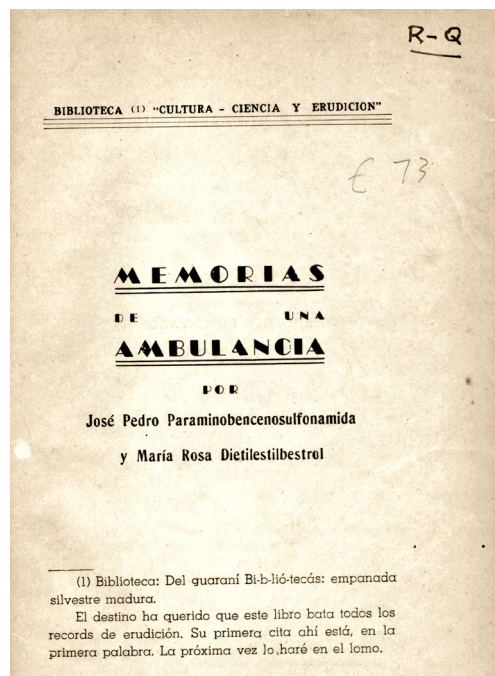 R-Q
BIBLIOTECA (1) "CULTURA - CIENCIA Y ERUDICION"
€ 73
MEMORIAS
DE UNA
AMBULANCIA
POR
José Pedro Paraminobencenosulfonamida
y María Rosa Dietilestilbestrol
(1) Biblioteca: Del guaraní Bi-b-lió-tecás: empanada
silvestre madura.
El destino ha querido que este libro bata todos los
records de erudición. Su primera cita ahí está, en la
primera palabra. La próxima vez lo haré en el lomo.